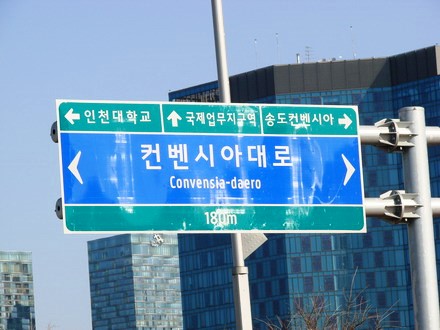 ← 인천대학교 ↑ 국제업무지구역 송도컨벤시아 →
컨벤시아대로
Convensia-daero
180m